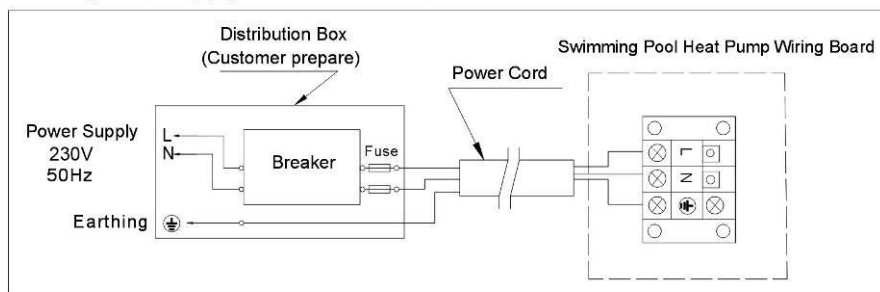 Distribution Box
(Customer prepare)
Swimming Pool Heat Pump Wiring Board
Power Cord
Power Supply
230V
50Hz
L
N
Breaker
Fuse
Earthing
L
N